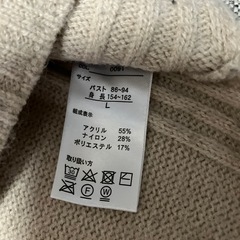 0091
サイズ
バスト 86~94
身長 154~162
L
組成表示
アクリル 55%
ナイロン 28%
ポリエステル 17%
取り扱い方